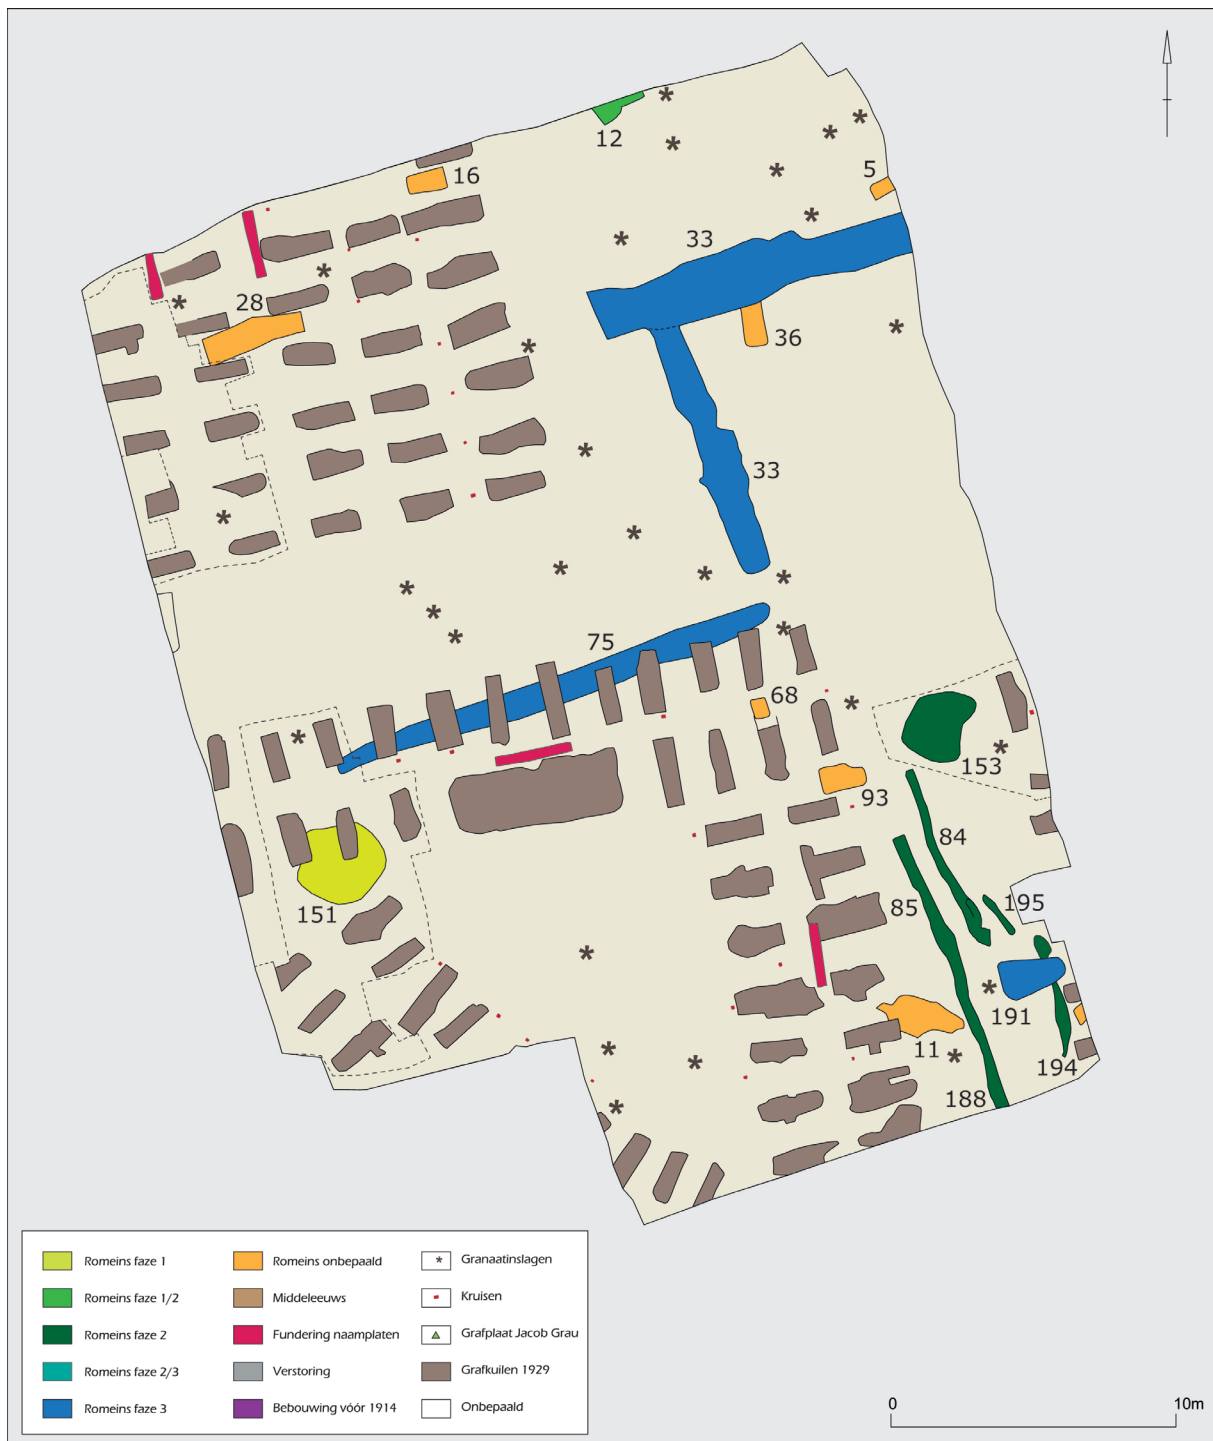 12
16
5
33
28
36
33
75
68
153
93
84
151
85
195
191
11
194
188
Romeins faze 1
Romeins faze 1/2
Romeins faze 2
Romeins faze 2/3
Romeins faze 3
Romeins onbepaald
Middeleeuws
Fundering naamplaten
Verstoring
Bebouwing vóór 1914
Granaatinslagen
Kruisen
Grafplaat Jacob Grau
Grafkuilen 1929
Onbepaald
0 10m